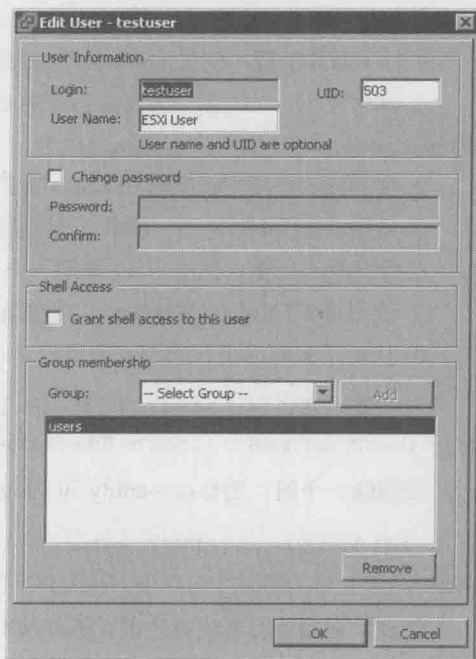 Edit User - testuser
User Information
Login: testuser UID: 503
User Name: ESXi User
User name and UID are optional
Change password
Password:
Confirm:
Shell Access
Grant shell access to this user
Group membership
Group: -- Select Group -- Add
users
Remove
OK Cancel